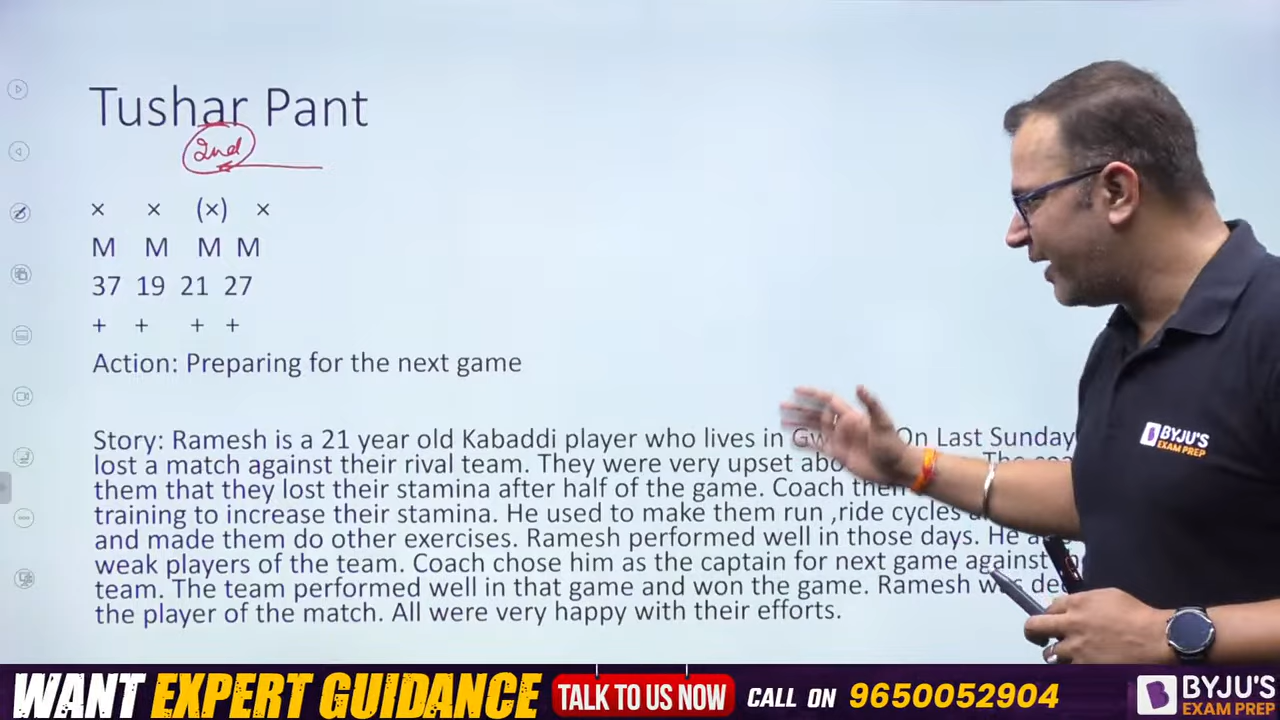 Tushar Pant
2nd
× × (×) ×
M M M M
37 19 21 27
+ + + +
Action: Preparing for the next game
Story: Ramesh is a 21 year old Kabaddi player who lives in On Last Sunday
lost a match against their rival team. They were very upset
them that they lost their stamina after half of the game. Coach then
training to increase their stamina. He used to make them run ,ride cycles
and made them do other exercises. Ramesh performed well in those days. He
weak players of the team. Coach chose him as the captain for next game against
team. The team performed well in that game and won the game. Ramesh was
the player of the match. All were very happy with their efforts.
BYJU'S
EXAM PREP
WANT EXPERT GUIDANCE TALK TO US NOW CALL ON 9650052904
BYJU'S
EXAM PREP